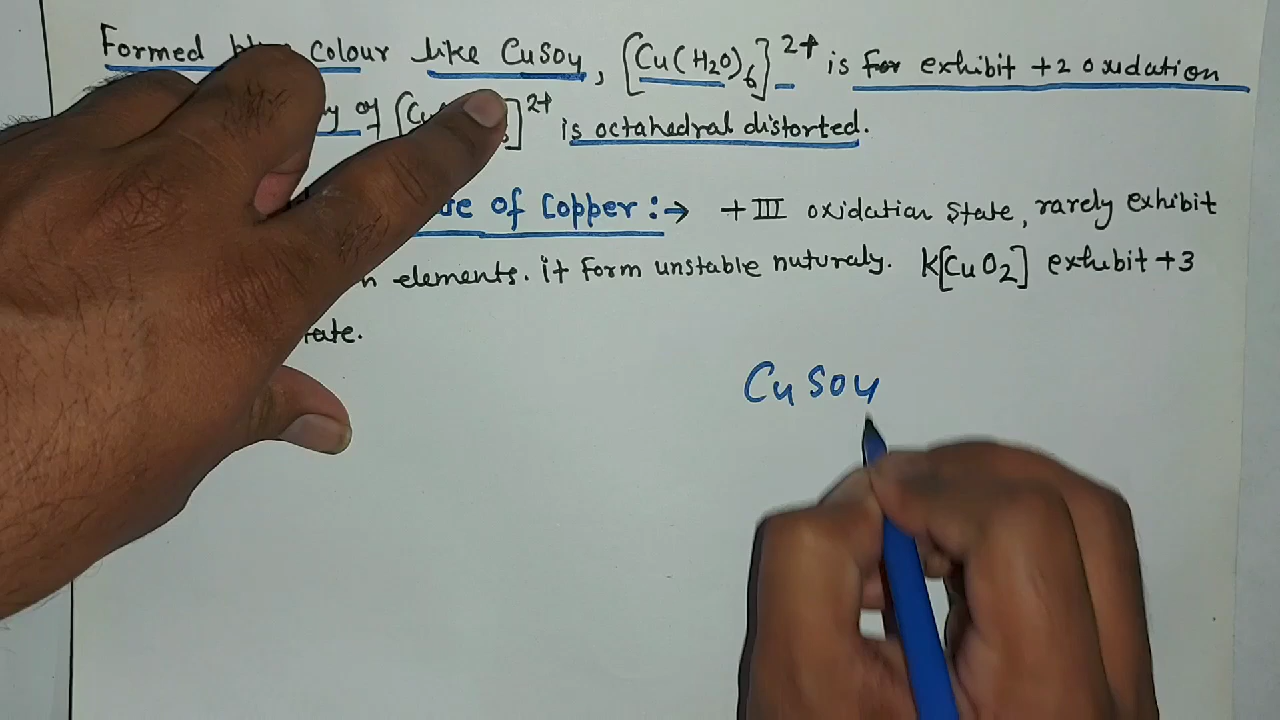 Formed colour like CuSO4, [Cu(H2O)6]2+ is for exhibit +2 oxidation
of [Cu ]2+ is octahedral distorted.
of Copper :→ +III oxidation state, rarely exhibit
elements. it form unstable nuturaly. K[CuO2] exhibit +3
CuSO4